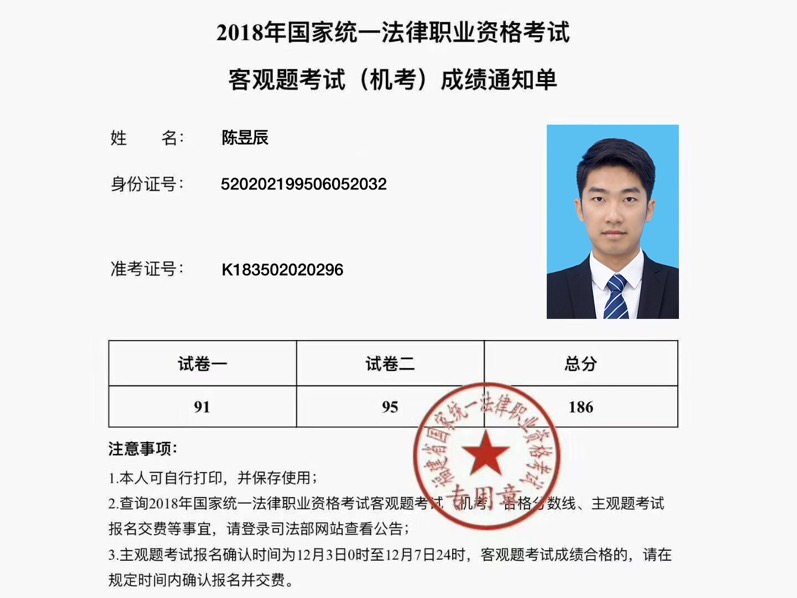 2018年国家统一法律职业资格考试
客观题考试（机考）成绩通知单
姓 名： 陈昱辰
身份证号： 520202199506052032
准考证号： K183502020296
试卷一 试卷二 总分
91 95 186
福建省国家统一法律职业资格考试
专用章
注意事项：
1.本人可自行打印，并保存使用；
2.查询2018年国家统一法律职业资格考试客观题考试（机考）合格分数线、主观题考试
报名交费等事宜，请登录司法部网站查看公告；
3.主观题考试报名确认时间为12月3日0时至12月7日24时，客观题考试成绩合格的，请在
规定时间内确认报名并交费。